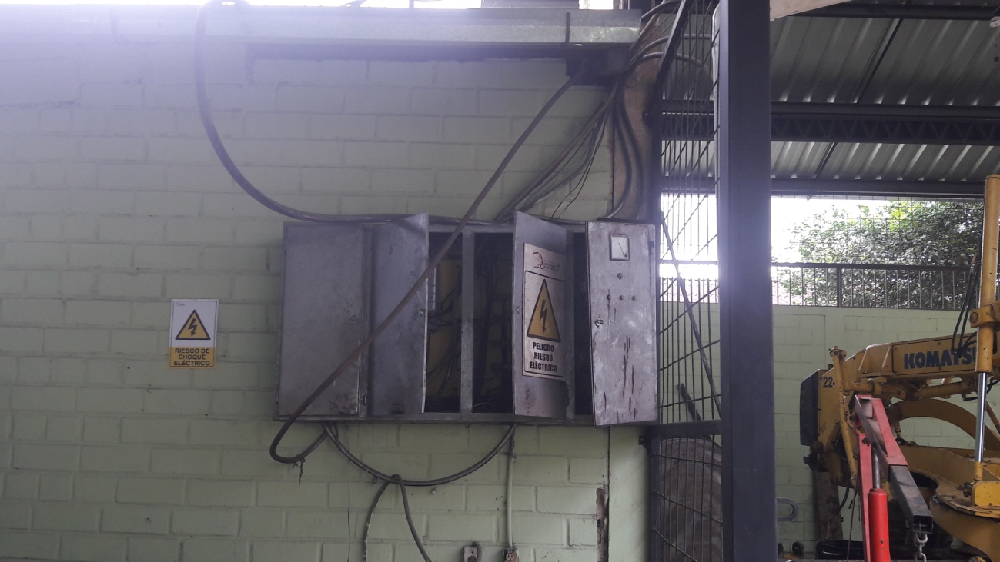 RIESGO DE
CHOQUE
ELÉCTRICO
PELIGRO
RIESGO
ELÉCTRICO
KOMATSU
22-